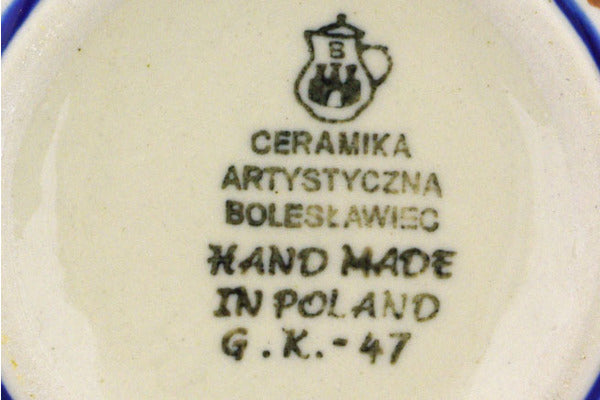 B
CERAMIKA
ARTYSTYCZNA
BOLESŁAWIEC
HAND MADE
IN POLAND
G.K.-47